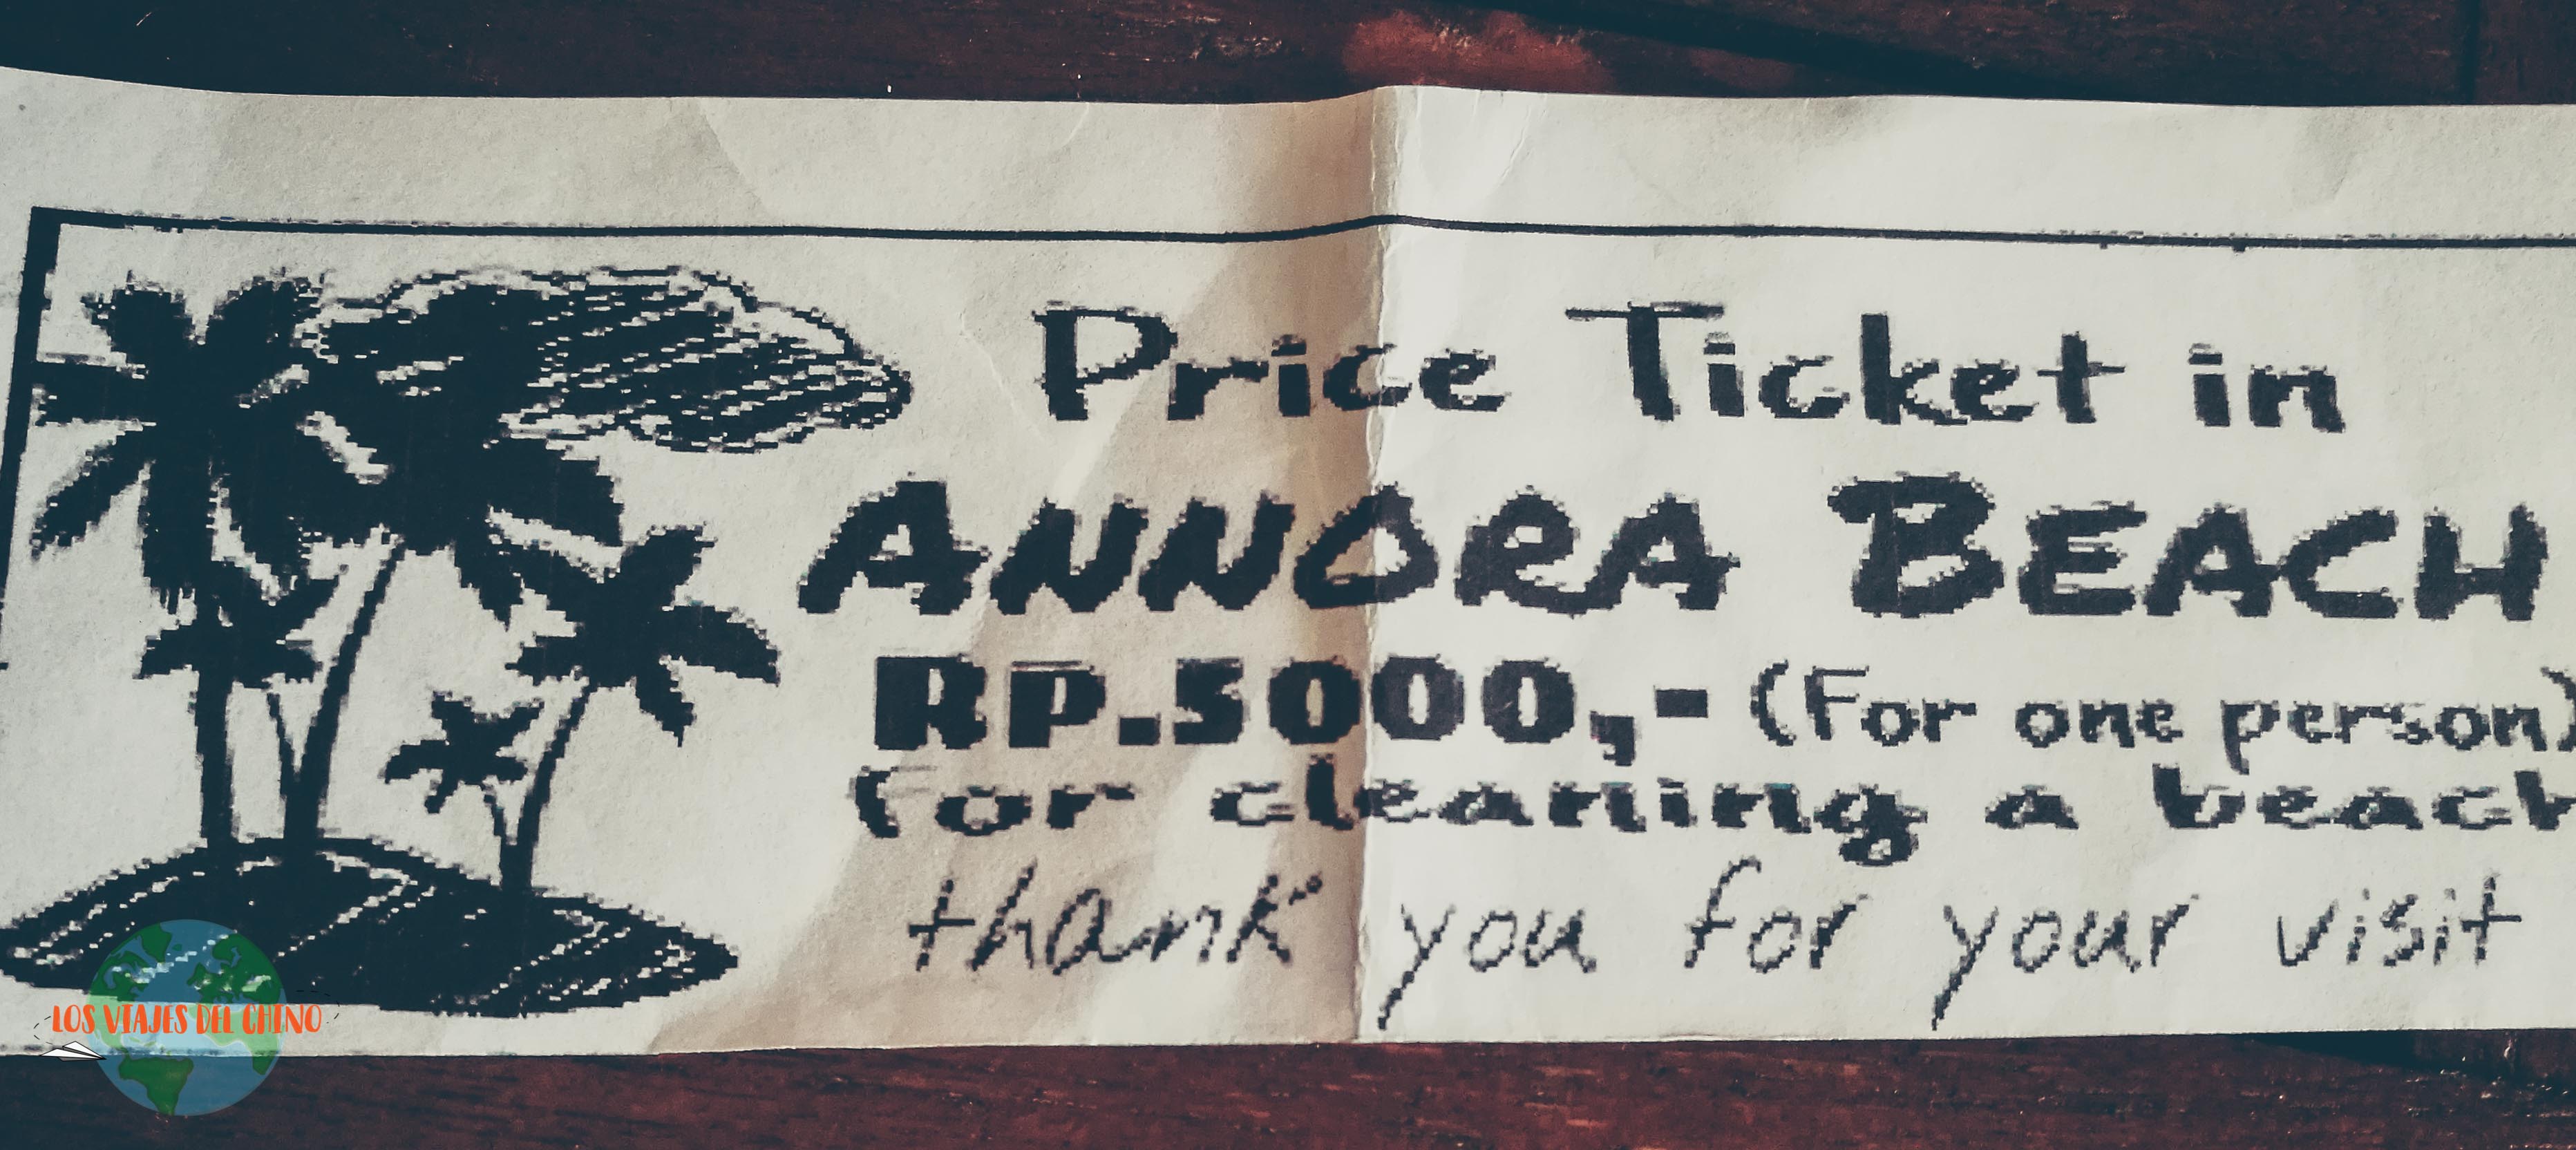 Price Ticket in
ANNORA BEACH
RP.5000,- (For one person)
for cleaning a beach
thank you for your visit
LOS VIAJES DEL CHINO